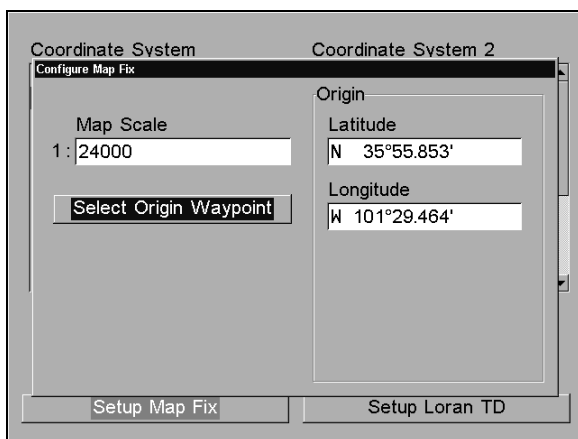 Coordinate System Coordinate System 2
Configure Map Fix
Origin
Map Scale
1: 24000
Latitude
N 35°55.853'
Select Origin Waypoint
Longitude
W 101°29.464'
Setup Map Fix Setup Loran TD